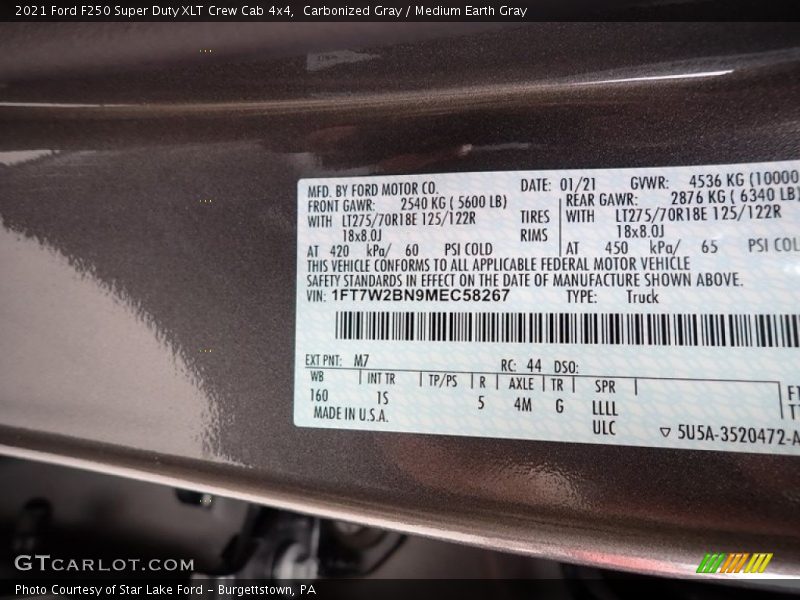 2021 Ford F250 Super Duty XLT Crew Cab 4x4,  Carbonized Gray / Medium Earth Gray
MFD. BY FORD MOTOR CO. DATE: 01/21 GVWR: 4536 KG (10000
FRONT GAWR: 2540 KG ( 5600 LB) REAR GAWR: 2876 KG ( 6340 LB)
WITH LT275/70R18E 125/122R TIRES WITH LT275/70R18E 125/122R
18x8.0J RIMS 18x8.0J
AT 420 kPa/ 60 PSI COLD AT 450 kPa/ 65 PSI COL
THIS VEHICLE CONFORMS TO ALL APPLICABLE FEDERAL MOTOR VEHICLE
SAFETY STANDARDS IN EFFECT ON THE DATE OF MANUFACTURE SHOWN ABOVE.
VIN: 1FT7W2BN9MEC58267 TYPE: Truck
EXT PNT: M7 RC: 44 DSO:
WB INT TR TP/PS R AXLE TR SPR
160 1S 5 4M G LLLL
MADE IN U.S.A. ULC
▽ 5U5A-3520472-A
GTCARLOT.COM
Photo Courtesy of Star Lake Ford - Burgettstown, PA